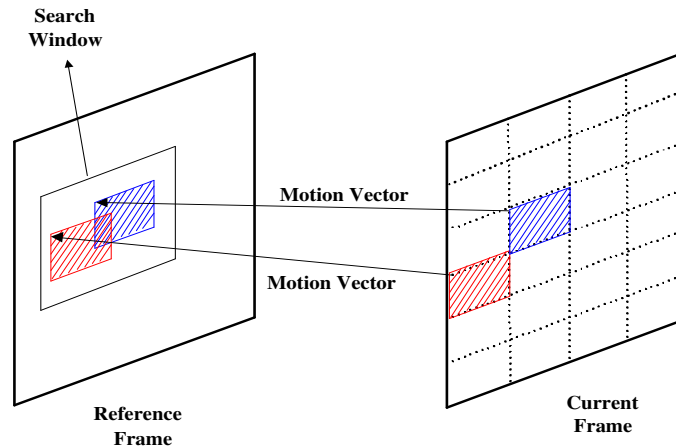 Search
Window
Motion Vector
Motion Vector
Reference
Frame
Current
Frame